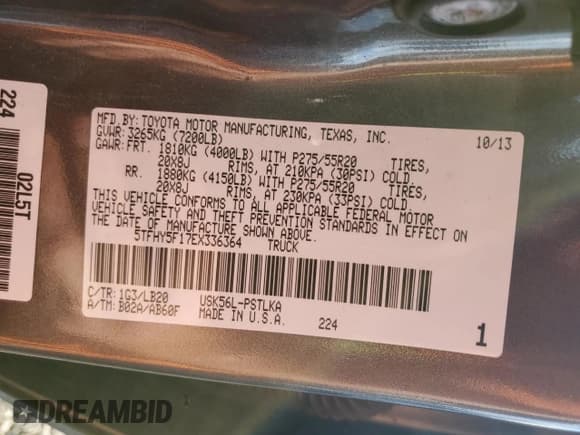 224
02L5T
MFD.BY: TOYOTA MOTOR MANUFACTURING, TEXAS, INC. 10/13
GVWR: 3265KG (7200LB)
GAWR: FRT. 1810KG (4000LB) WITH P275/55R20 TIRES,
20X8J RIMS, AT 210KPA (30PSI) COLD
RR. 1880KG (4150LB) WITH P275/55R20 TIRES,
20X8J RIMS, AT 230KPA (33PSI) COLD
THIS VEHICLE CONFORMS TO ALL APPLICABLE FEDERAL MOTOR
VEHICLE SAFETY AND THEFT PREVENTION STANDARDS IN EFFECT ON
THE DATE OF MANUFACTURE SHOWN ABOVE.
5TFHY5F17EX336364 TRUCK
C/TR: 1G3/LB20 USK56L-PSTLKA
A/TM: B02A/AB60F MADE IN U.S.A. 224
1
DREAMBID